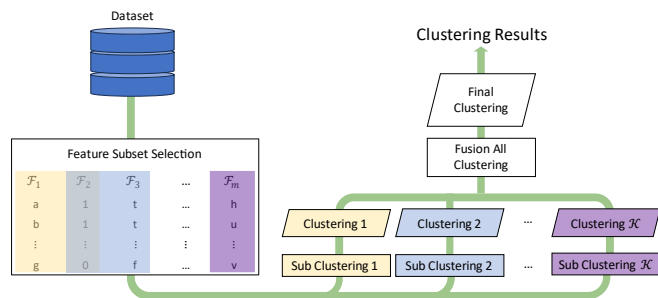 Dataset
Feature Subset Selection
ℱ₁ ℱ₂ ℱ₃ ... ℱₘ
a 1 t ... h
b 1 t ... u
⋮ ⋮ ⋮ ⋮ ⋮
g 0 f ... v
Clustering Results
Final
Clustering
Fusion All
Clustering
Clustering 1 Clustering 2 ... Clustering 𝒦
Sub Clustering 1 Sub Clustering 2 ... Sub Clustering 𝒦